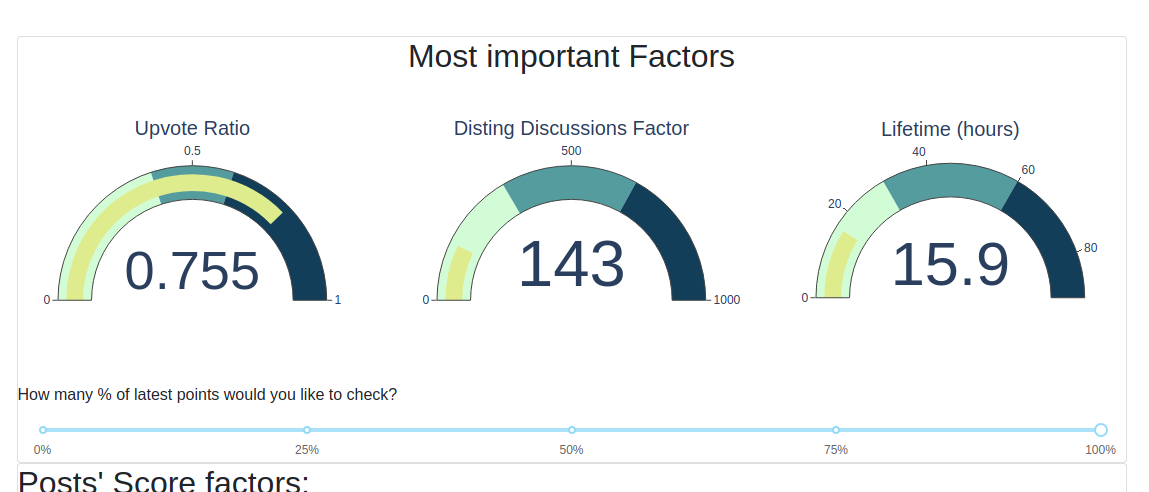 Most important Factors
Upvote Ratio
Disting Discussions Factor
Lifetime (hours)
0.5
0
1
0.755
500
0
1000
143
40
60
20
80
0
15.9
How many % of latest points would you like to check?
0% 25% 50% 75% 100%
Posts' Score factors: